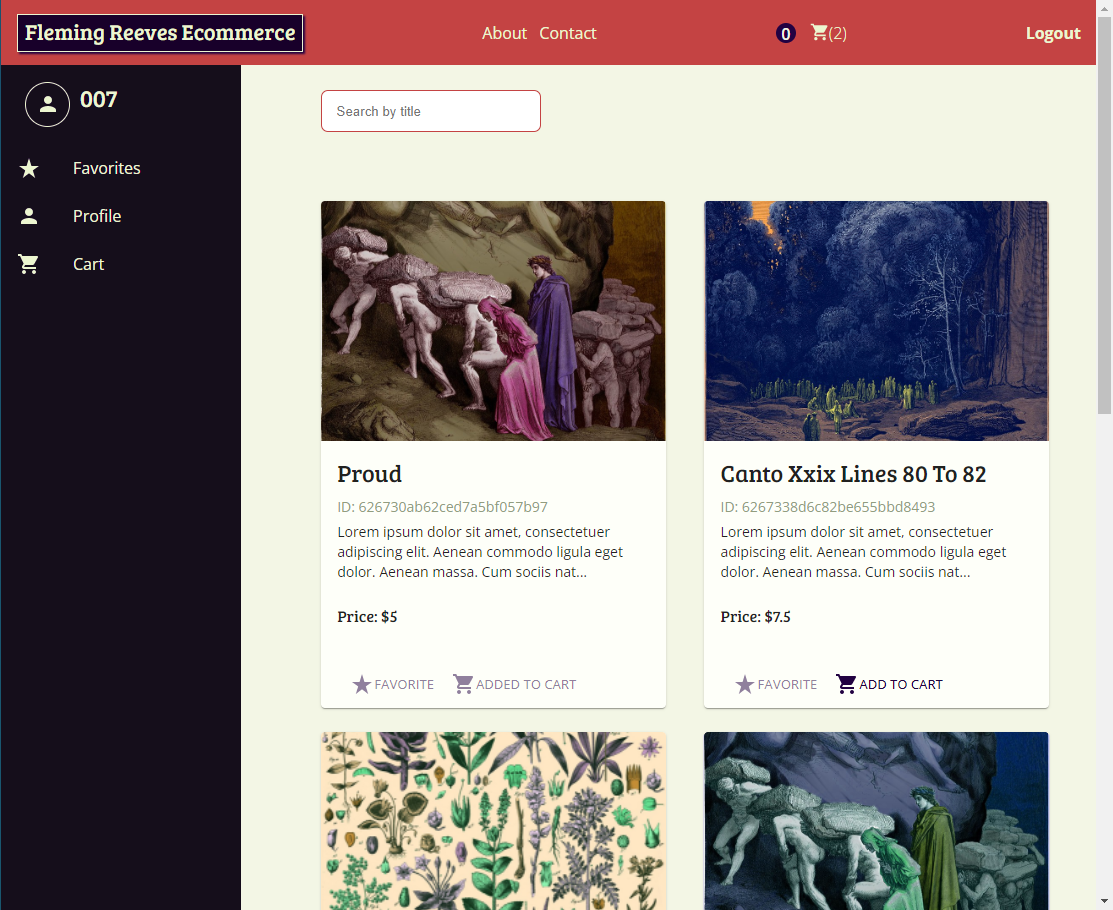 Fleming Reeves Ecommerce
About Contact
0 (2)
Logout
007
Favorites
Profile
Cart
Search by title
Proud
ID: 626730ab62ced7a5bf057b97
Lorem ipsum dolor sit amet, consectetuer
adipiscing elit. Aenean commodo ligula eget
dolor. Aenean massa. Cum sociis nat...
Price: $5
FAVORITE ADDED TO CART
Canto Xxix Lines 80 To 82
ID: 6267338d6c82be655bbd8493
Lorem ipsum dolor sit amet, consectetuer
adipiscing elit. Aenean commodo ligula eget
dolor. Aenean massa. Cum sociis nat...
Price: $7.5
FAVORITE ADD TO CART